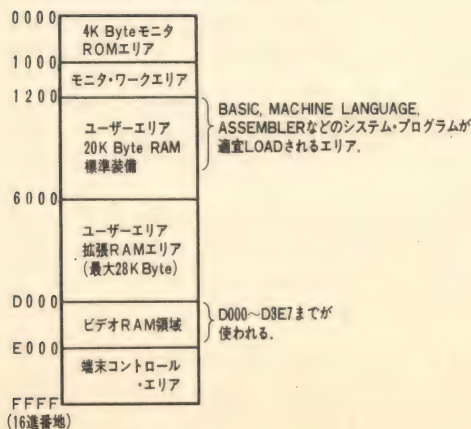 0000
4K Byteモニタ
ROMエリア
1000
モニタ・ワークエリア
1200
BASIC, MACHINE LANGUAGE,
ASSEMBLERなどのシステム・プログラムが
適宜LOADされるエリア.
ユーザーエリア
20K Byte RAM
標準装備
6000
ユーザーエリア
拡張RAMエリア
(最大28K Byte)
D000
ビデオRAM領域
D000〜D3E7までが
使われる.
E000
端末コントロール
・エリア
FFFF
(16進番地)